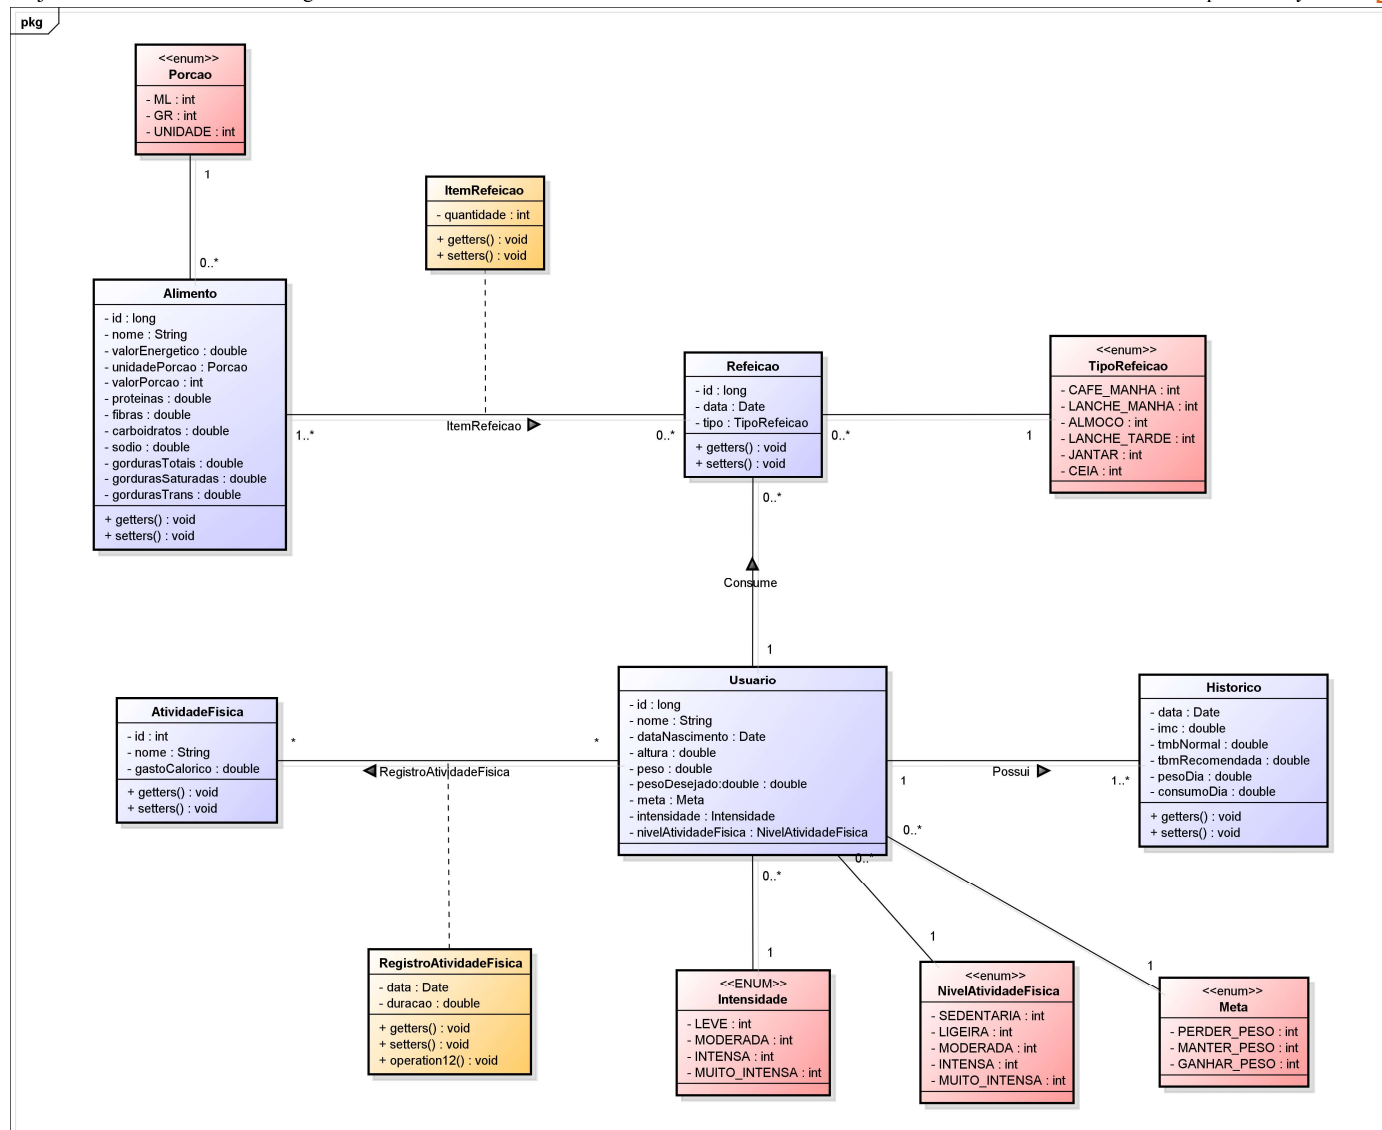 pkg
<<enum>>
Porcao
- ML : int
- GR : int
- UNIDADE : int
1
0..*
ItemRefeicao
- quantidade : int
+ getters() : void
+ setters() : void
Alimento
- id : long
- nome : String
- valorEnergetico : double
- unidadePorcao : Porcao
- valorPorcao : int
- proteinas : double
- fibras : double
- carboidratos : double
- sodio : double
- gordurasTotais : double
- gordurasSaturadas : double
- gordurasTrans : double
+ getters() : void
+ setters() : void
1..*
ItemRefeicao
0..*
Refeicao
- id : long
- data : Date
- tipo : TipoRefeicao
+ getters() : void
+ setters() : void
0..*
1
<<enum>>
TipoRefeicao
- CAFE_MANHA : int
- LANCHE_MANHA : int
- ALMOCO : int
- LANCHE_TARDE : int
- JANTAR : int
- CEIA : int
0..*
Consume
1
AtividadeFisica
- id : int
- nome : String
- gastoCalorico : double
+ getters() : void
+ setters() : void
*
RegistroAtividadeFisica
*
Usuario
- id : long
- nome : String
- dataNascimento : Date
- altura : double
- peso : double
- pesoDesejado:double : double
- meta : Meta
- intensidade : Intensidade
- nivelAtividadeFisica : NivelAtividadeFisica
1
Possui
1..*
Historico
- data : Date
- imc : double
- tmbNormal : double
- tbmRecomendada : double
- pesoDia : double
- consumoDia : double
+ getters() : void
+ setters() : void
0..*
0..*
0..*
1
1
1
RegistroAtividadeFisica
- data : Date
- duracao : double
+ getters() : void
+ setters() : void
+ operation12() : void
<<ENUM>>
Intensidade
- LEVE : int
- MODERADA : int
- INTENSA : int
- MUITO_INTENSA : int
<<enum>>
NivelAtividadeFisica
- SEDENTARIA : int
- LIGEIRA : int
- MODERADA : int
- INTENSA : int
- MUITO_INTENSA : int
<<enum>>
Meta
- PERDER_PESO : int
- MANTER_PESO : int
- GANHAR_PESO : int